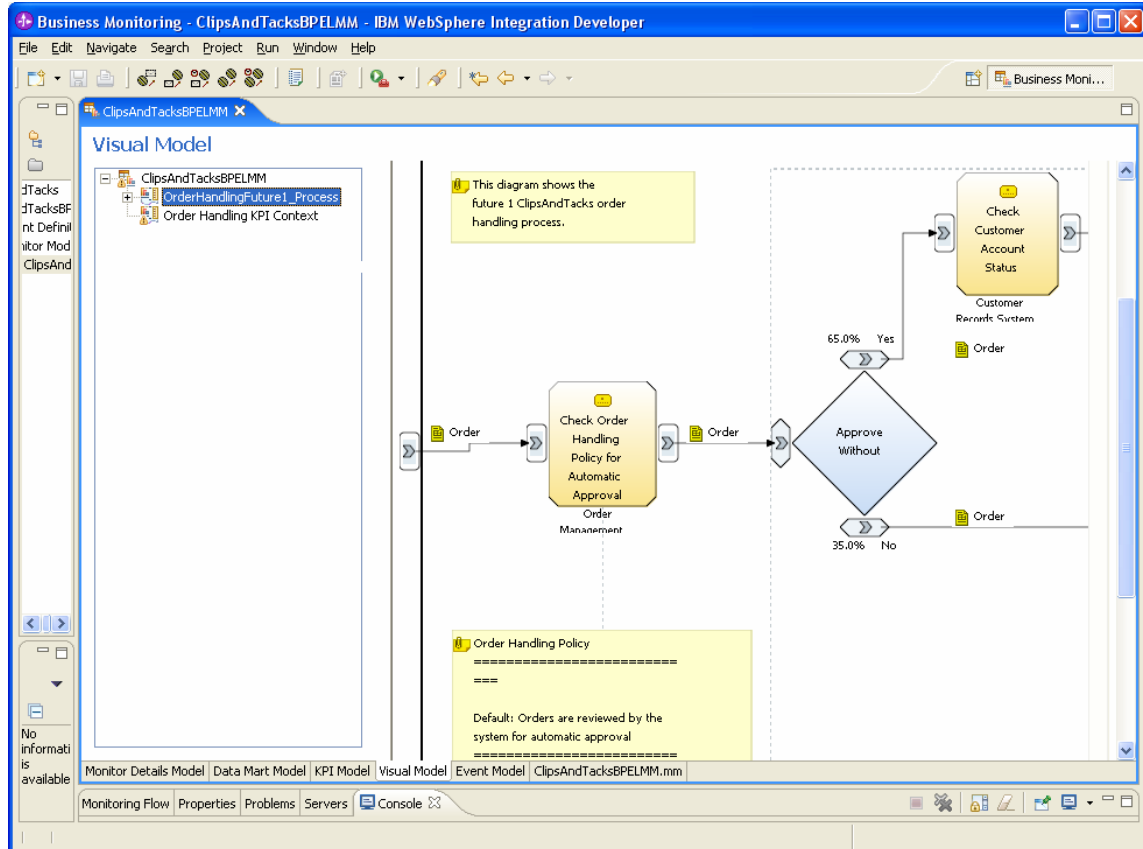 Business Monitoring - ClipsAndTacksBPELMM - IBM WebSphere Integration Developer
File Edit Navigate Search Project Run Window Help
Business Moni...
ClipsAndTacksBPELMM
Visual Model
dTacks
dTacksBF
nt Definit
nitor Mod
ClipsAnd
ClipsAndTacksBPELMM
OrderHandlingFuture1_Process
Order Handling KPI Context
This diagram shows the
future 1 ClipsAndTacks order
handling process.
Check
Customer
Account
Status
Customer
Records System
65.0% Yes
Order
Order
Check Order
Handling
Policy for
Automatic
Approval
Order
Management
Order
Approve
Without
Order
35.0% No
Order Handling Policy
==========================
===
Default: Orders are reviewed by the
system for automatic approval
==========================
No
informati
is
available
Monitor Details Model Data Mart Model KPI Model Visual Model Event Model ClipsAndTacksBPELMM.mm
Monitoring Flow Properties Problems Servers Console